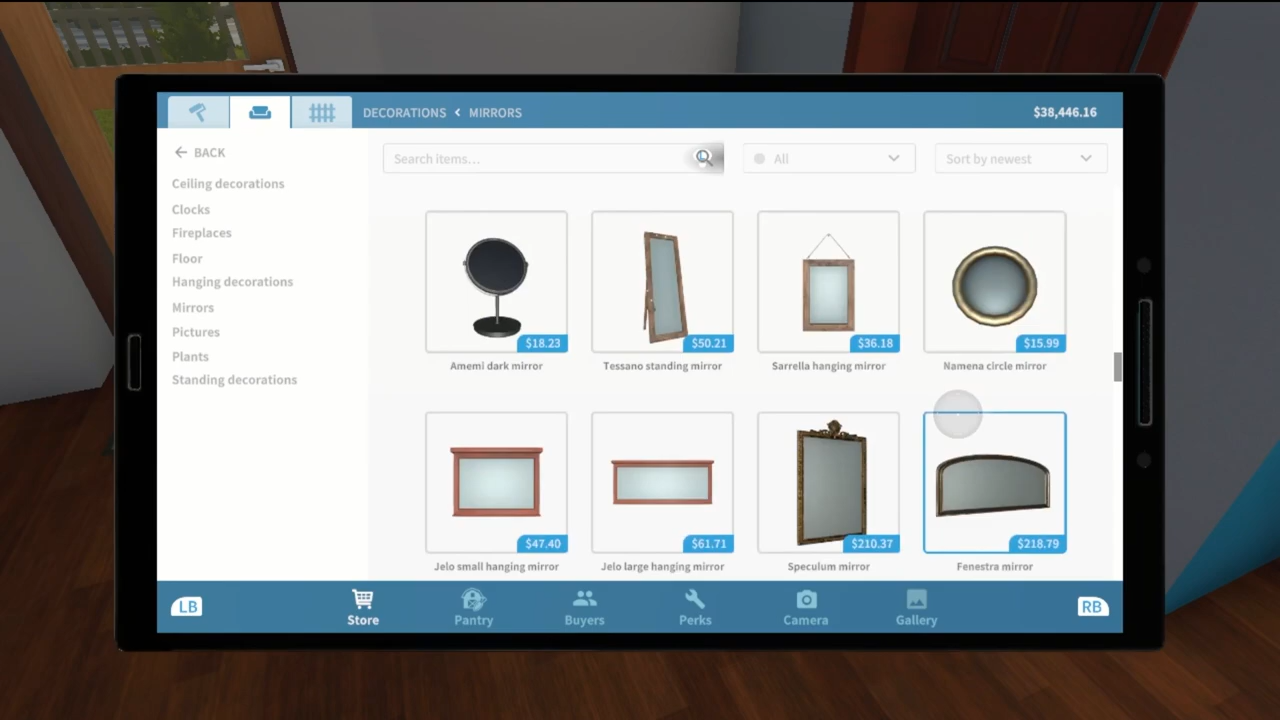 DECORATIONS < MIRRORS
$38,446.16
BACK
Search items...
All
Sort by newest
Ceiling decorations
Clocks
Fireplaces
Floor
Hanging decorations
Mirrors
Pictures
Plants
Standing decorations
$18.23
$50.21
$36.18
$15.99
Amemi dark mirror
Tessano standing mirror
Sarrella hanging mirror
Namena circle mirror
$47.40
$61.71
$210.37
$218.79
Jelo small hanging mirror
Jelo large hanging mirror
Speculum mirror
Fenestra mirror
LB
Store
Pantry
Buyers
Perks
Camera
Gallery
RB